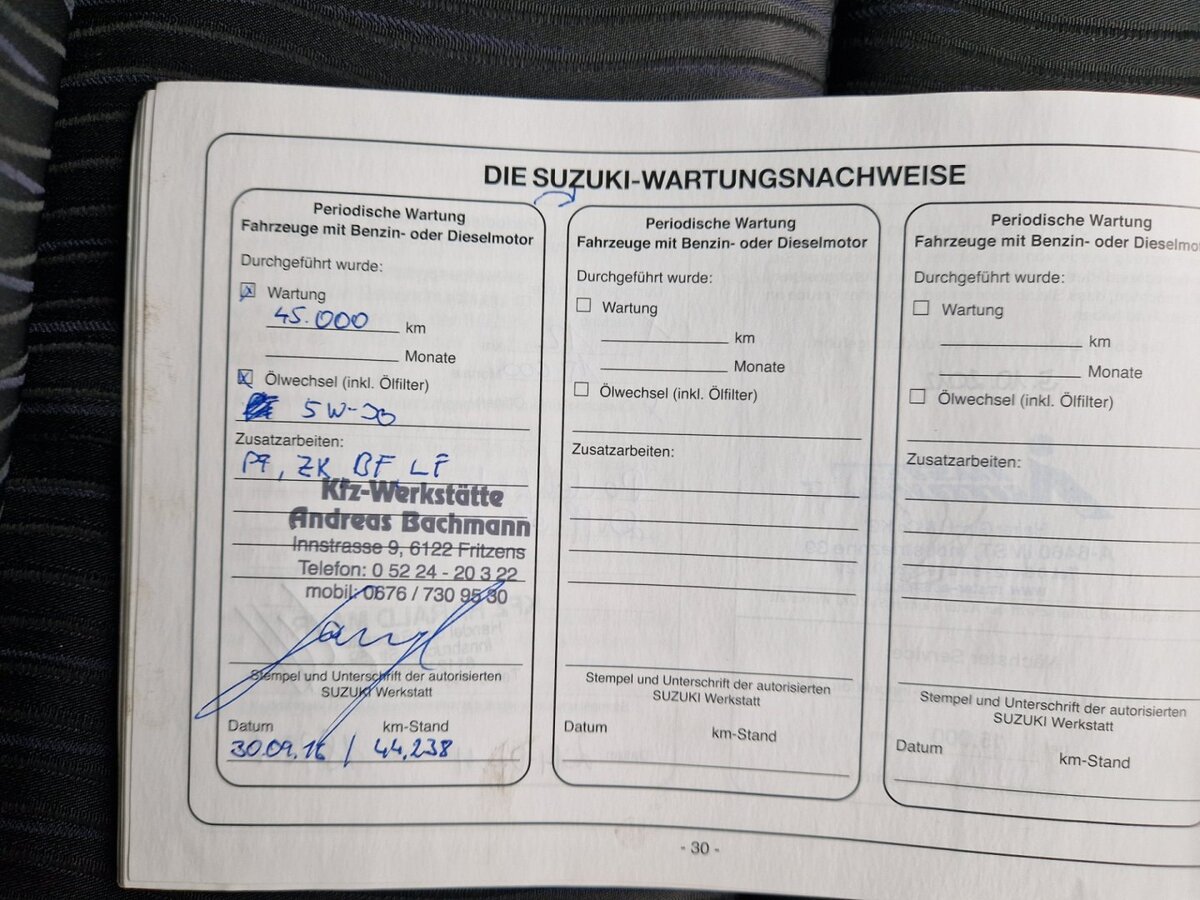 DIE SUZUKI-WARTUNGSNACHWEISE
Periodische Wartung
Fahrzeuge mit Benzin- oder Dieselmotor
Durchgeführt wurde:
Wartung
45.000 km
Monate
Ölwechsel (inkl. Ölfilter)
5W-30
Zusatzarbeiten:
PF, ZK, BF, LF
Kfz-Werkstätte
Andreas Bachmann
Innstrasse 9, 6122 Fritzens
Telefon: 0 52 24 - 20 3 22
mobil: 0676 / 730 95 30
Stempel und Unterschrift der autorisierten
SUZUKI Werkstatt
Datum km-Stand
30.09.16 / 44.238
Periodische Wartung
Fahrzeuge mit Benzin- oder Dieselmotor
Durchgeführt wurde:
Wartung
km
Monate
Ölwechsel (inkl. Ölfilter)
Zusatzarbeiten:
Stempel und Unterschrift der autorisierten
SUZUKI Werkstatt
Datum km-Stand
Periodische Wartung
Fahrzeuge mit Benzin- oder Dieselmo
Durchgeführt wurde:
Wartung
km
Monate
Ölwechsel (inkl. Ölfilter)
Zusatzarbeiten:
Stempel und Unterschrift der autorisierten
SUZUKI Werkstatt
Datum km-Stand
- 30 -